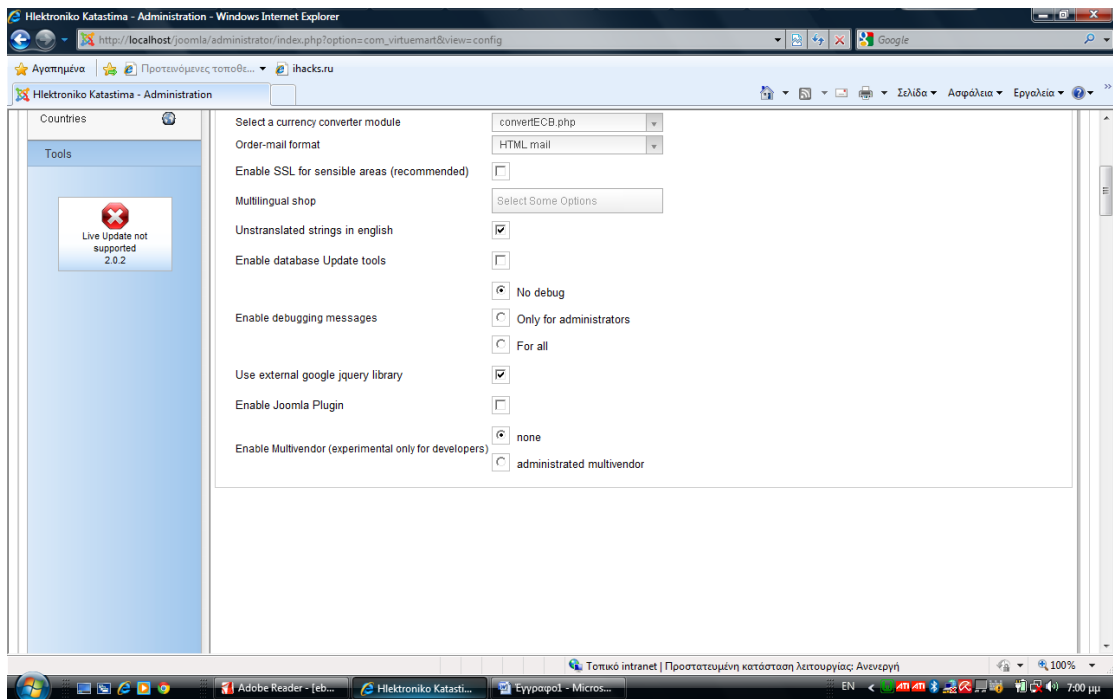 Hlektroniko Katastima - Administration - Windows Internet Explorer
http://localhost/joomla/administrator/index.php?option=com_virtuemart&view=config
Google
Αγαπημένα
Προτεινόμενες τοποθε...
ihacks.ru
Hlektroniko Katastima - Administration
Σελίδα
Ασφάλεια
Εργαλεία
Countries
Tools
Live Update not
supported
2.0.2
Select a currency converter module
convertECB.php
Order-mail format
HTML mail
Enable SSL for sensible areas (recommended)
Multilingual shop
Select Some Options
Unstranslated strings in english
Enable database Update tools
Enable debugging messages
No debug
Only for administrators
For all
Use external google jquery library
Enable Joomla Plugin
Enable Multivendor (experimental only for developers)
none
administrated multivendor
Τοπικό intranet | Προστατευμένη κατάσταση λειτουργίας: Ανενεργή
100%
Adobe Reader - [eb...
Hlektroniko Katasti...
Έγγραφο1 - Micros...
EN
7:00 μμ